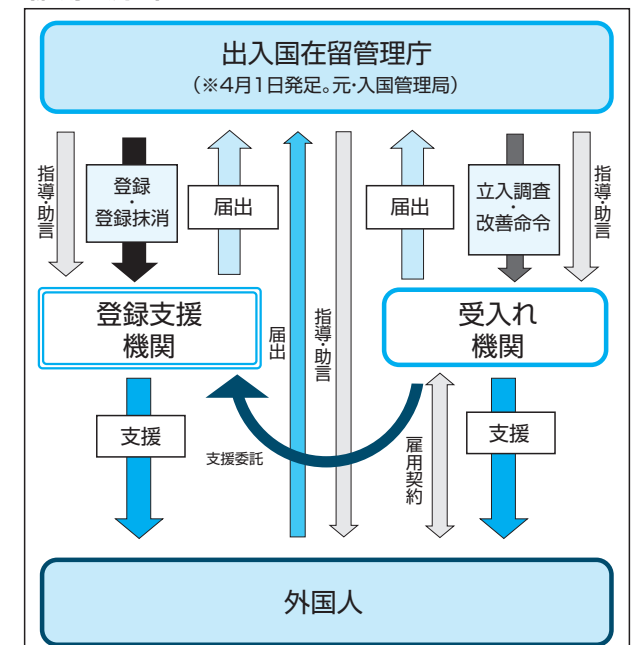 出入国在留管理庁
(※4月1日発足。元・入国管理局)
指導・助言
登録
・
登録抹消
届出
届出
指導・助言
届出
立入調査
・
改善命令
指導・助言
登録支援
機関
受入れ
機関
支援
支援委託
雇用契約
支援
外国人